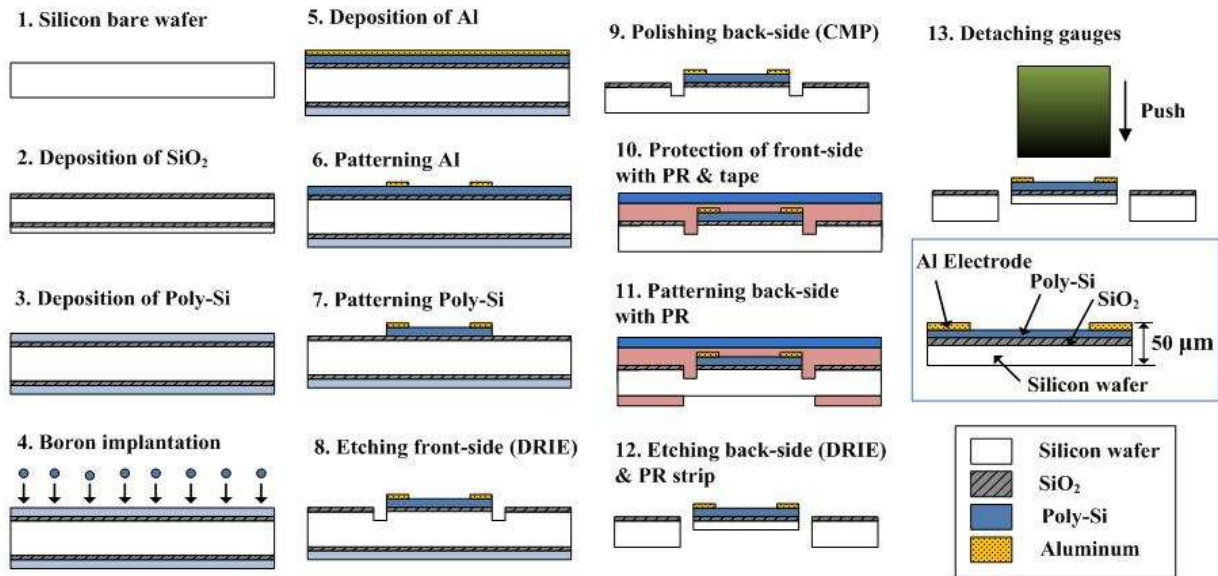 1. Silicon bare wafer
2. Deposition of SiO₂
3. Deposition of Poly-Si
4. Boron implantation
5. Deposition of Al
6. Patterning Al
7. Patterning Poly-Si
8. Etching front-side (DRIE)
9. Polishing back-side (CMP)
10. Protection of front-side
with PR & tape
11. Patterning back-side
with PR
12. Etching back-side (DRIE)
& PR strip
13. Detaching gauges
Push
Al Electrode
Poly-Si
SiO₂
50 μm
Silicon wafer
Silicon wafer
SiO₂
Poly-Si
Aluminum